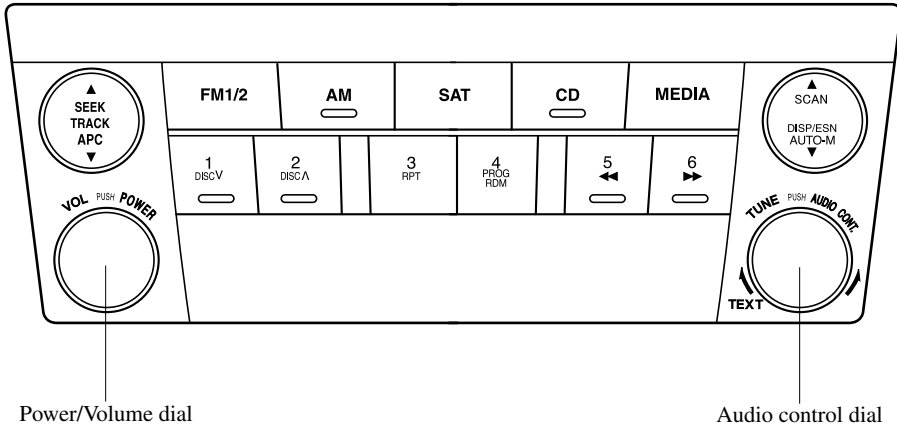 ▲
SEEK
TRACK
APC
▼
FM1/2
AM
SAT
CD
MEDIA
▲
SCAN
DISP/ESN
AUTO-M
▼
1
DISC∨
2
DISC∧
3
RPT
4
PROG
RDM
5
◀◀
6
▶▶
VOL PUSH POWER
TUNE PUSH AUDIO CONT.
TEXT
Power/Volume dial
Audio control dial